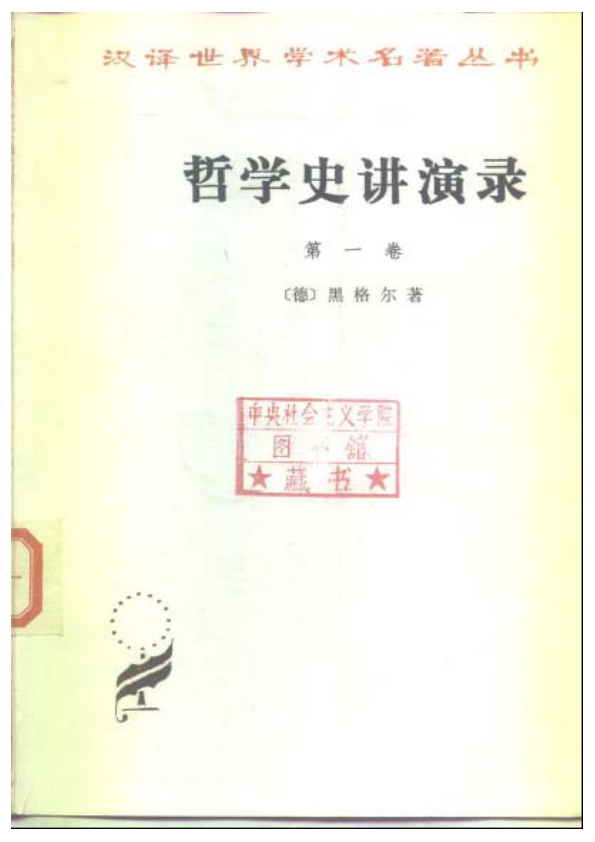 汉译世界学术名著丛书
哲学史讲演录
第一卷
〔德〕黑格尔著
中央社会主义学院
图 馆
★藏书★